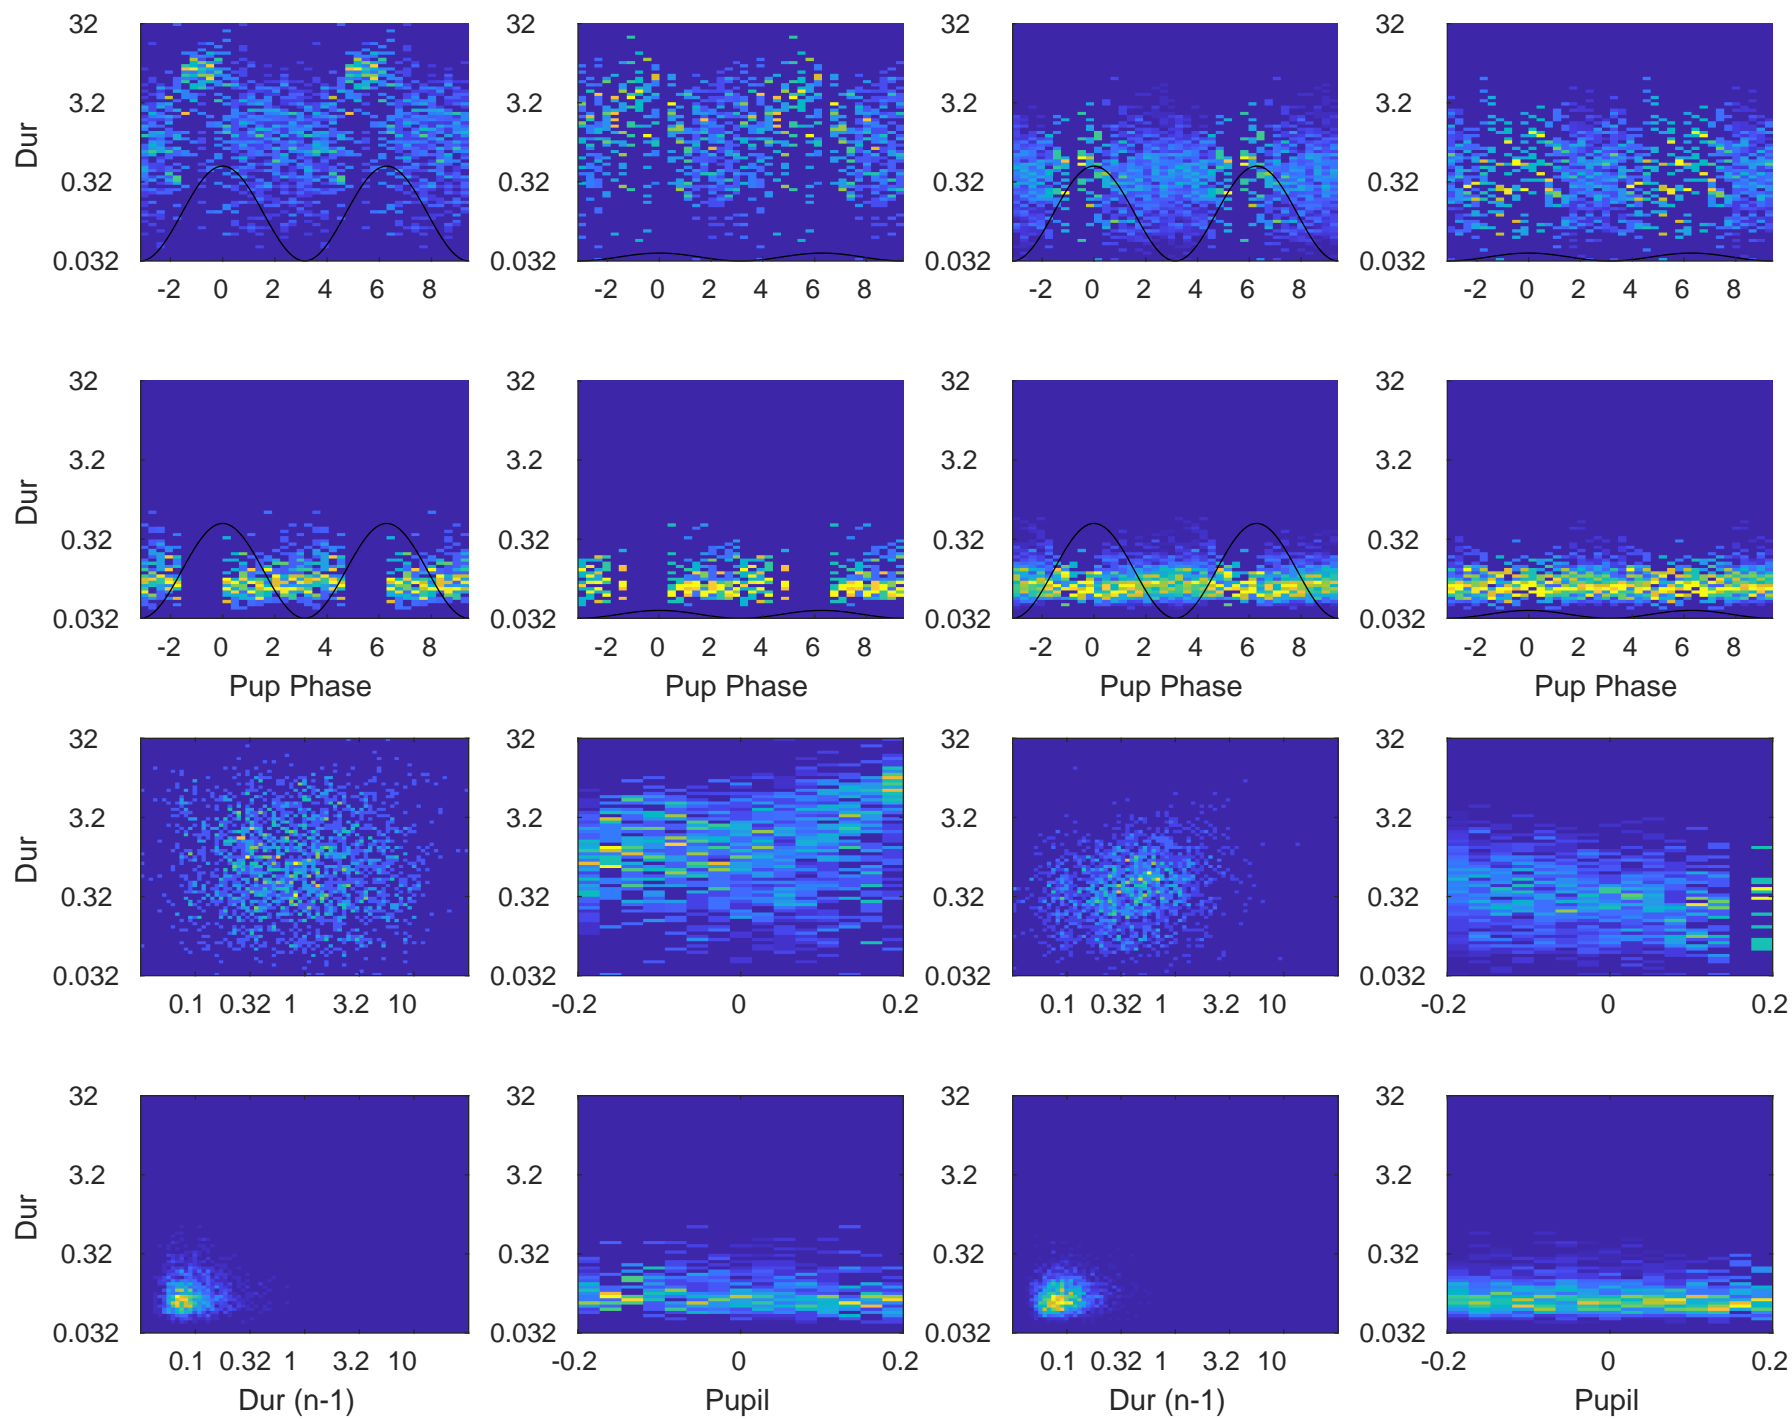 32 32 32 32
3.2 3.2 3.2 3.2
Dur
0.32 0.32 0.32 0.32
0.032 0.032 0.032 0.032
-2 0 2 4 6 8 -2 0 2 4 6 8 -2 0 2 4 6 8 -2 0 2 4 6 8
32 32 32 32
3.2 3.2 3.2 3.2
Dur
0.32 0.32 0.32 0.32
0.032 0.032 0.032 0.032
-2 0 2 4 6 8 -2 0 2 4 6 8 -2 0 2 4 6 8 -2 0 2 4 6 8
Pup Phase Pup Phase Pup Phase Pup Phase
32 32 32 32
3.2 3.2 3.2 3.2
Dur
0.32 0.32 0.32 0.32
0.032 0.032 0.032 0.032
0.1 0.32 1 3.2 10 -0.2 0 0.2 0.1 0.32 1 3.2 10 -0.2 0 0.2
32 32 32 32
3.2 3.2 3.2 3.2
Dur
0.32 0.32 0.32 0.32
0.032 0.032 0.032 0.032
0.1 0.32 1 3.2 10 -0.2 0 0.2 0.1 0.32 1 3.2 10 -0.2 0 0.2
Dur (n-1) Pupil Dur (n-1) Pupil